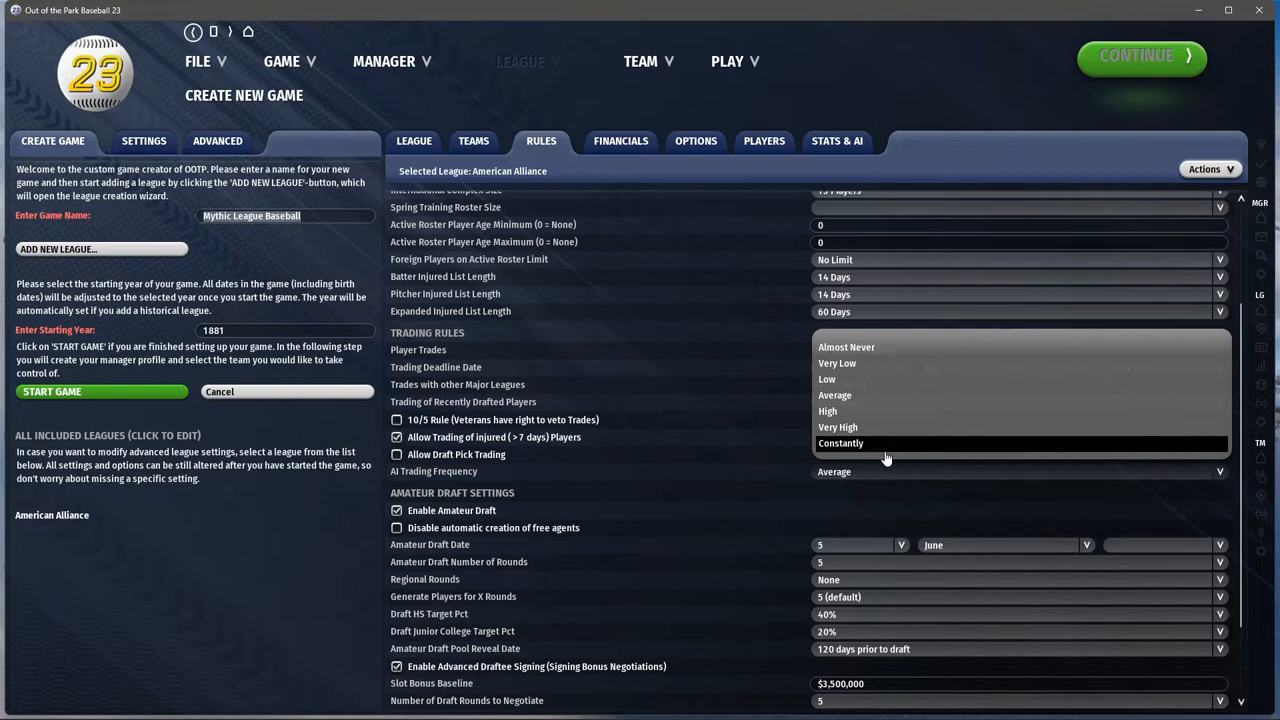 Out of the Park Baseball 23
23
FILE
GAME
MANAGER
LEAGUE
TEAM
PLAY
CONTINUE
CREATE NEW GAME
CREATE GAME
SETTINGS
ADVANCED
LEAGUE
TEAMS
RULES
FINANCIALS
OPTIONS
PLAYERS
STATS & AI
Welcome to the custom game creator of OOTP. Please enter a name for your new
game and then start adding a league by clicking the 'ADD NEW LEAGUE'-button, which
will open the league creation wizard.
Enter Game Name: Mythic League Baseball
ADD NEW LEAGUE...
Please select the starting year of your game. All dates in the game (including birth
dates) will be adjusted to the selected year once you start the game. The year will be
automatically set if you add a historical league.
Enter Starting Year: 1881
Click on 'START GAME' if you are finished setting up your game. In the following step
you will create your manager profile and select the team you would like to take
control of.
START GAME
Cancel
ALL INCLUDED LEAGUES (CLICK TO EDIT)
In case you want to modify advanced league settings, select a league from the list
below. All settings and options can be still altered after you have started the game, so
don't worry about missing a specific setting.
American Alliance
Selected League: American Alliance
Actions
International Complex Size 15 Players
Spring Training Roster Size
Active Roster Player Age Minimum (0 = None) 0
Active Roster Player Age Maximum (0 = None) 0
Foreign Players on Active Roster Limit No Limit
Batter Injured List Length 14 Days
Pitcher Injured List Length 14 Days
Expanded Injured List Length 60 Days
TRADING RULES
Player Trades
Trading Deadline Date
Trades with other Major Leagues
Trading of Recently Drafted Players
10/5 Rule (Veterans have right to veto Trades)
Allow Trading of injured ( > 7 days) Players
Allow Draft Pick Trading
AI Trading Frequency Average
Almost Never
Very Low
Low
Average
High
Very High
Constantly
AMATEUR DRAFT SETTINGS
Enable Amateur Draft
Disable automatic creation of free agents
Amateur Draft Date 5 June
Amateur Draft Number of Rounds 5
Regional Rounds None
Generate Players for X Rounds 5 (default)
Draft HS Target Pct 40%
Draft Junior College Target Pct 20%
Amateur Draft Pool Reveal Date 120 days prior to draft
Enable Advanced Draftee Signing (Signing Bonus Negotiations)
Slot Bonus Baseline $3,500,000
Number of Draft Rounds to Negotiate 5
MGR
LG
TM